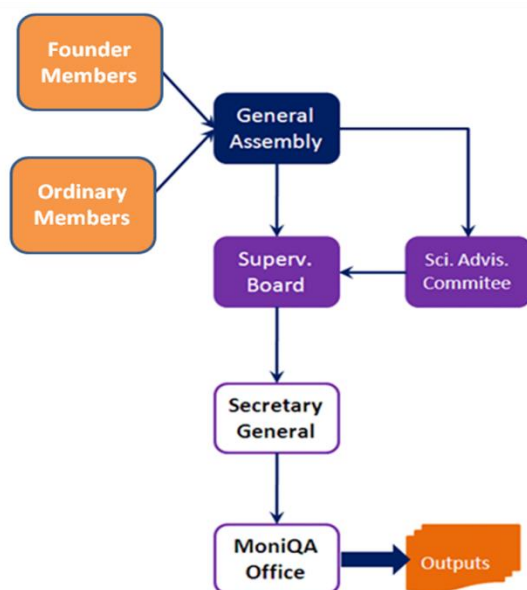 Founder
Members
General
Assembly
Ordinary
Members
Superv.
Board
Sci. Advis.
Commitee
Secretary
General
MoniQA
Office
Outputs